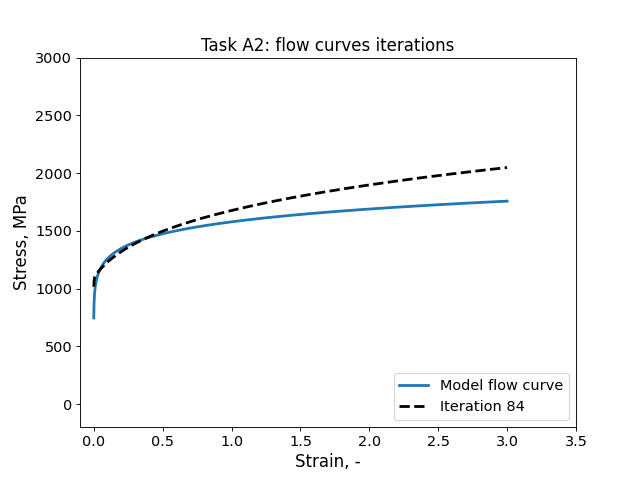 Task A2: flow curves iterations
3000
2500
2000
1500
1000
500
0
Stress, MPa
0.0 0.5 1.0 1.5 2.0 2.5 3.0 3.5
Strain, -
Model flow curve
Iteration 84